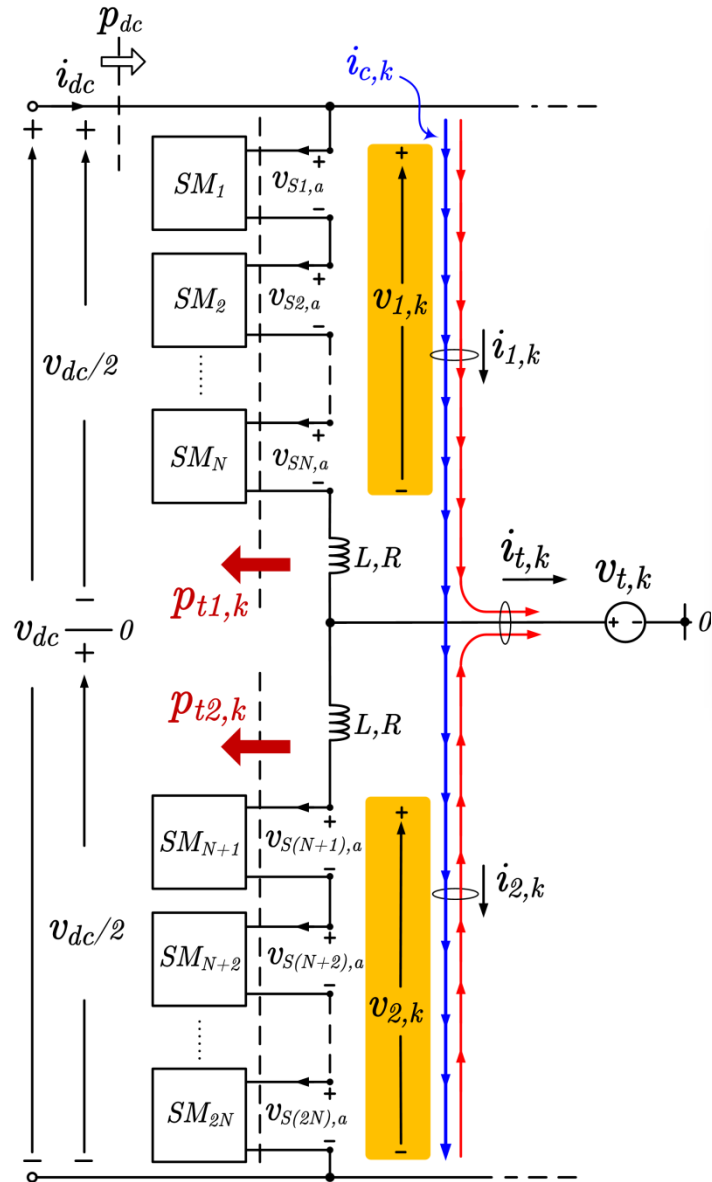 p_dc
i_dc
i_c,k
+ +
SM_1
+
v_S1,a
−
+
SM_2
+
v_S2,a
−
v_1,k
i_1,k
v_dc/2
........
SM_N
+
v_SN,a
−
−
L,R
p_t1,k
i_t,k
v_t,k
−
v_dc
0
+ −
0
+
p_t2,k
L,R
SM_N+1
+
v_S(N+1),a
−
+
v_dc/2
SM_N+2
+
v_S(N+2),a
−
i_2,k
v_2,k
........
SM_2N
+
v_S(2N),a
−
−
− −